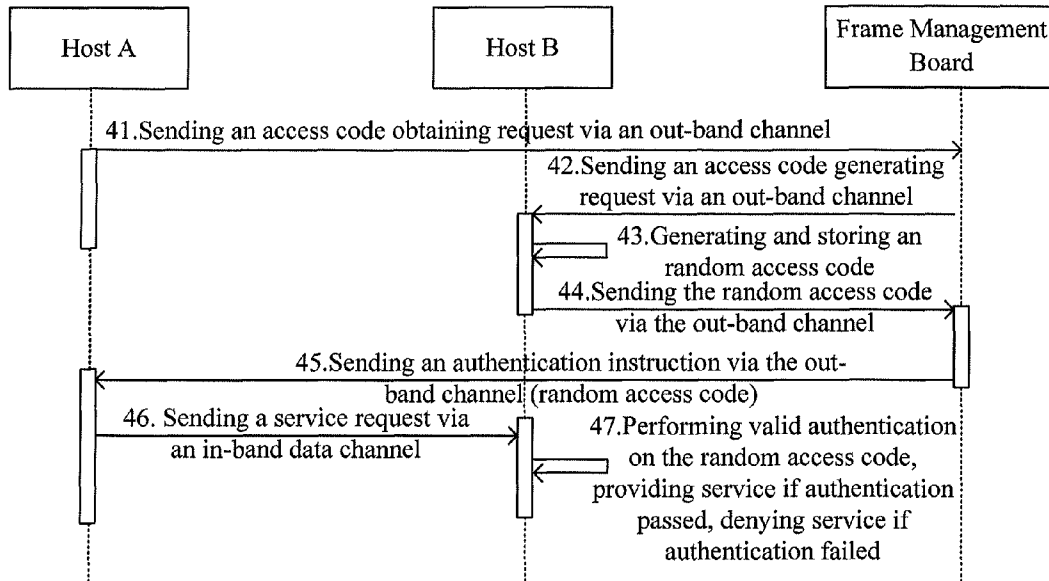 Host A
Host B
Frame Management
Board
41.Sending an access code obtaining request via an out-band channel
42.Sending an access code generating
request via an out-band channel
43.Generating and storing an
random access code
44.Sending the random access code
via the out-band channel
45.Sending an authentication instruction via the out-
band channel (random access code)
46. Sending a service request via
an in-band data channel
47.Performing valid authentication
on the random access code,
providing service if authentication
passed, denying service if
authentication failed